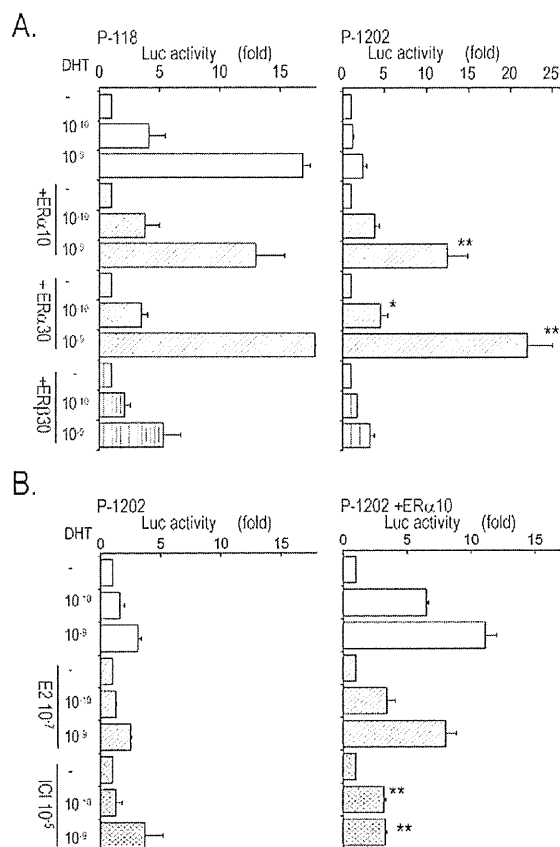 A.
P-118
Luc activity (fold)
DHT 0 5 10 15
-
10-10
10-9
+ERα10
-
10-10
10-9
+ ERα30
-
10-10
10-9
+ERβ30
-
10-10
10-9
P-1202
Luc activity (fold)
0 5 10 15 20 25
**
*
**
B.
P-1202
Luc activity (fold)
DHT 0 5 10 15
-
10-10
10-9
E2 10-7
-
10-10
10-9
ICI 10-5
-
10-10
10-9
P-1202 +ERα10
Luc activity (fold)
0 5 10 15
**
**